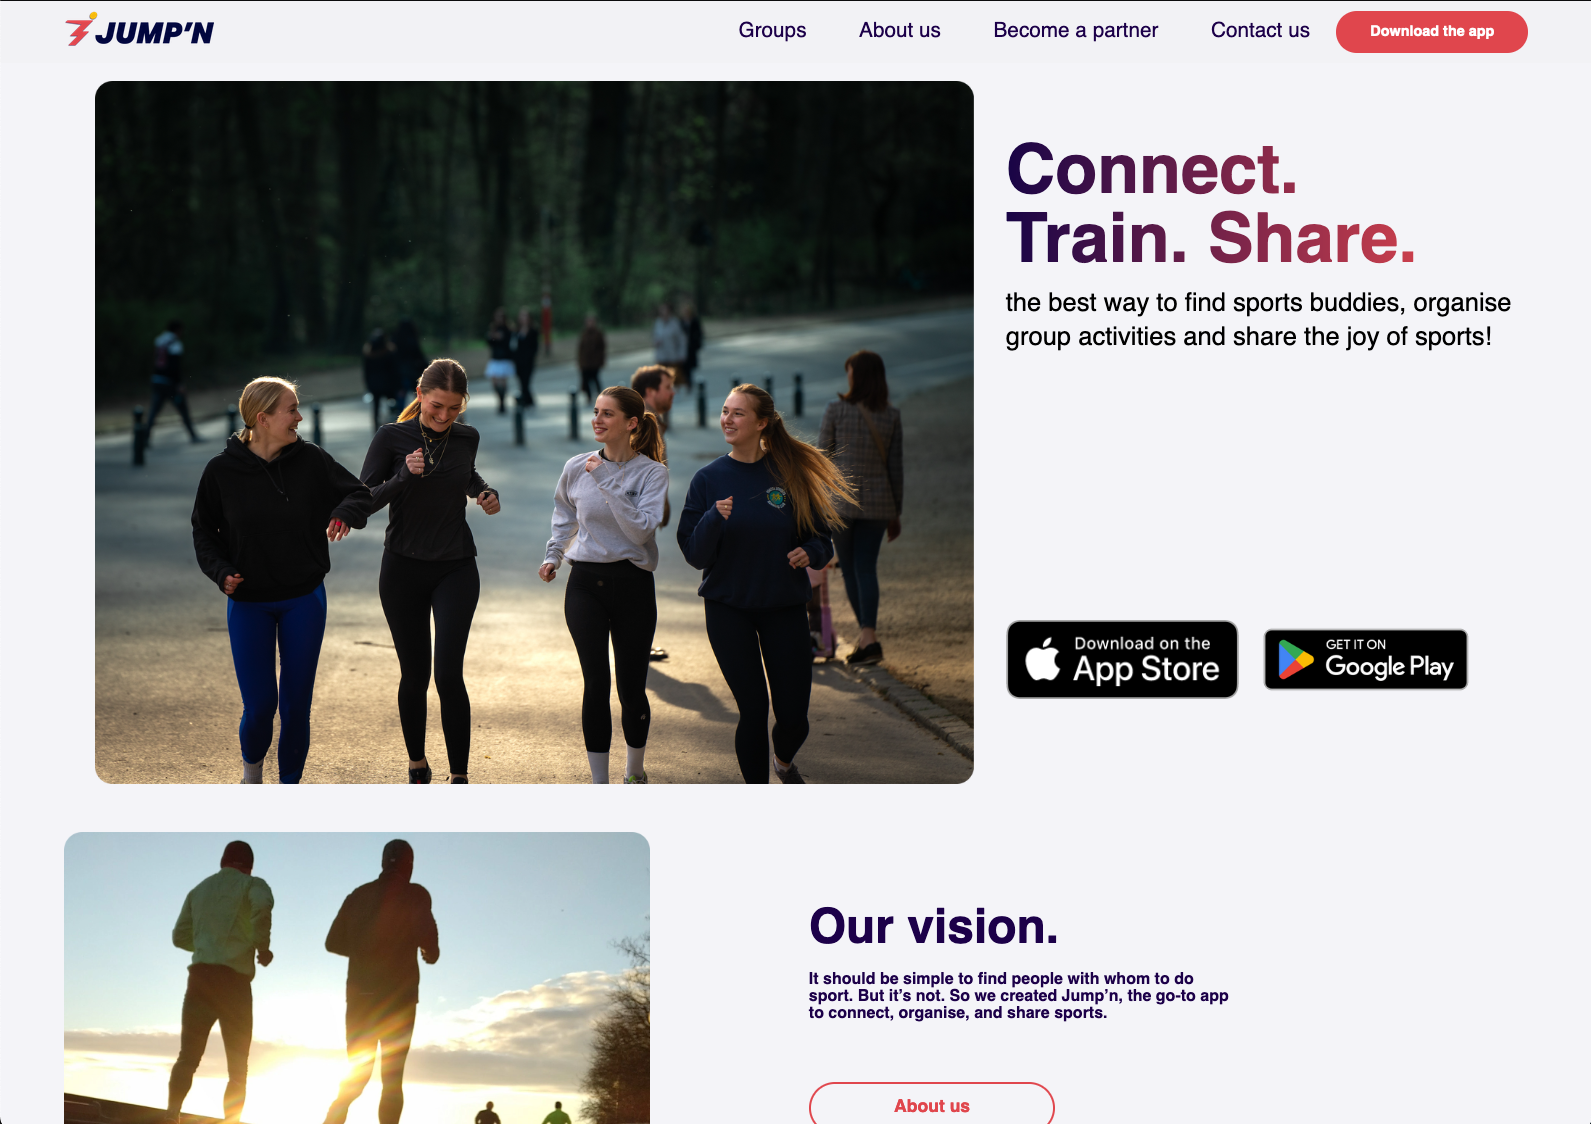 JUMP'N
Groups
About us
Become a partner
Contact us
Download the app
Connect.
Train. Share.
the best way to find sports buddies, organise
group activities and share the joy of sports!
Download on the
App Store
GET IT ON
Google Play
Our vision.
It should be simple to find people with whom to do
sport. But it’s not. So we created Jump’n, the go-to app
to connect, organise, and share sports.
About us